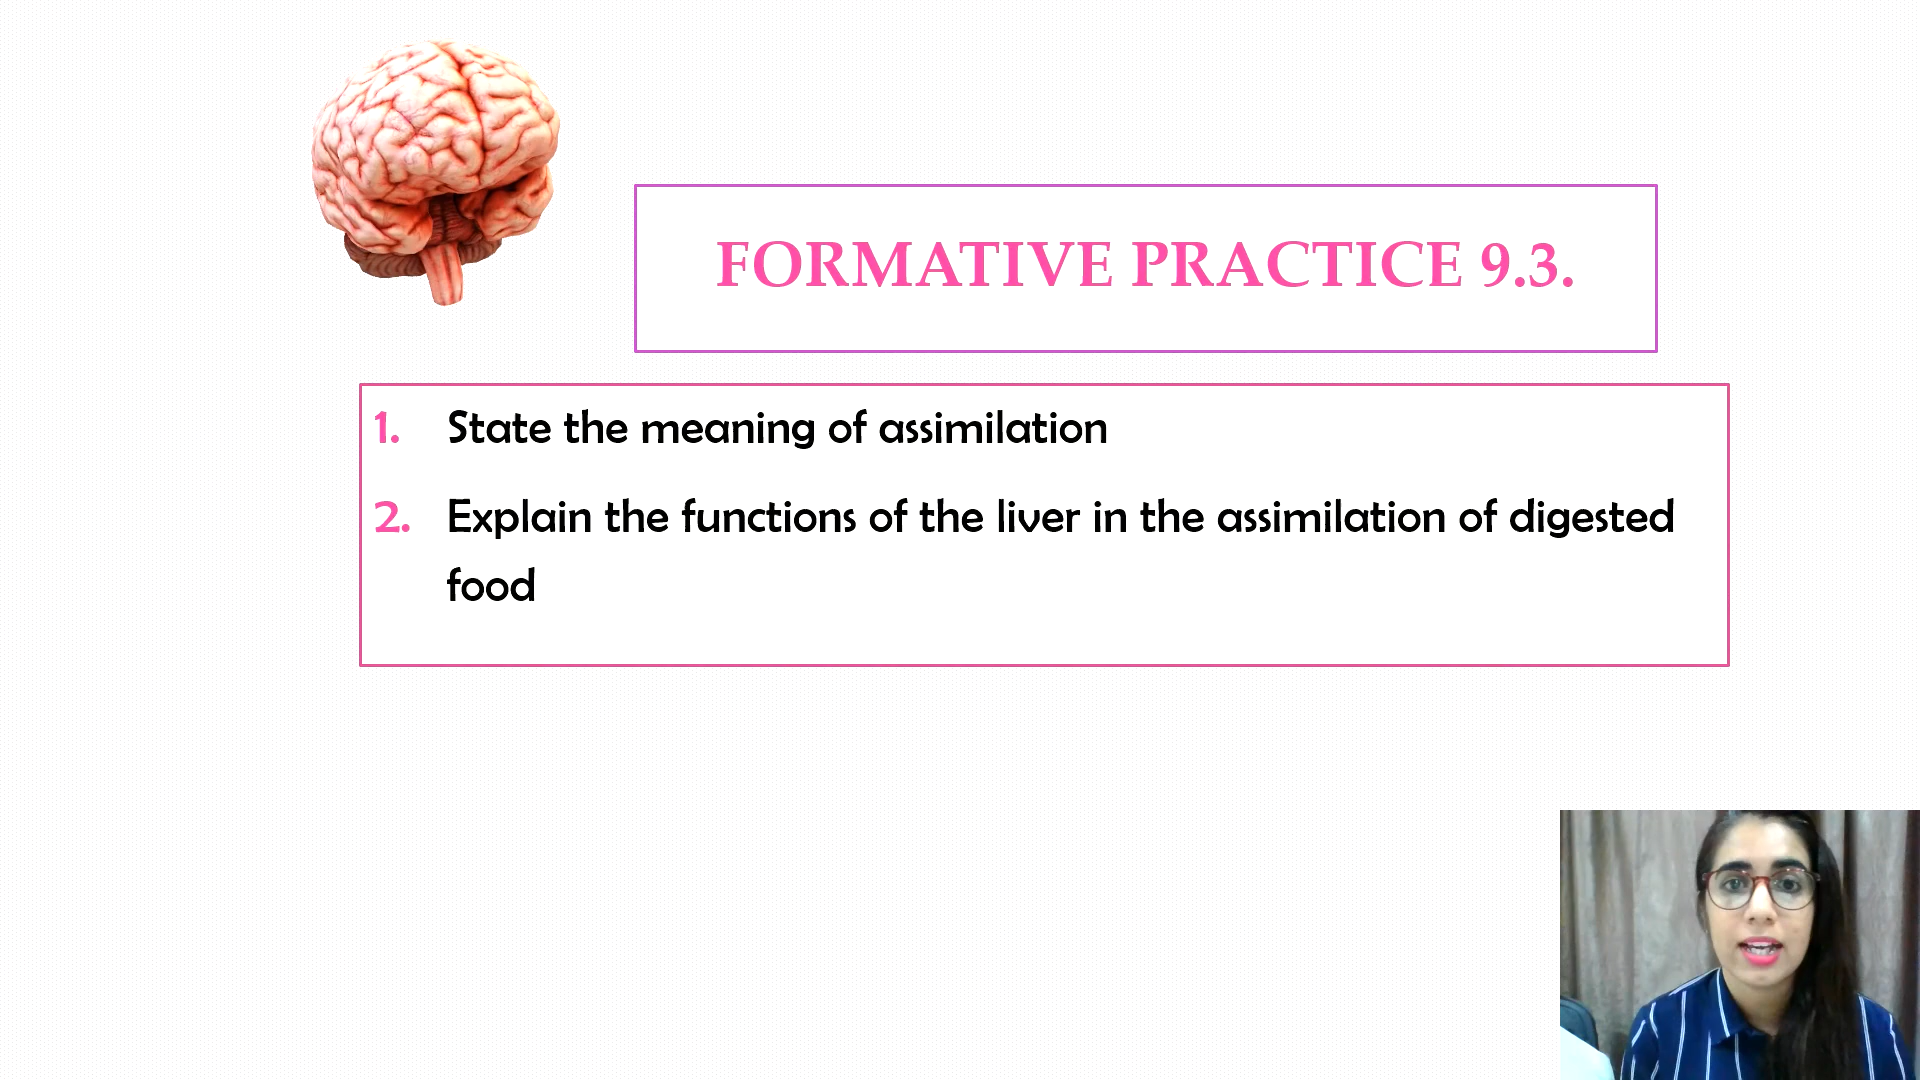 FORMATIVE PRACTICE 9.3.
1. State the meaning of assimilation
2. Explain the functions of the liver in the assimilation of digested
food